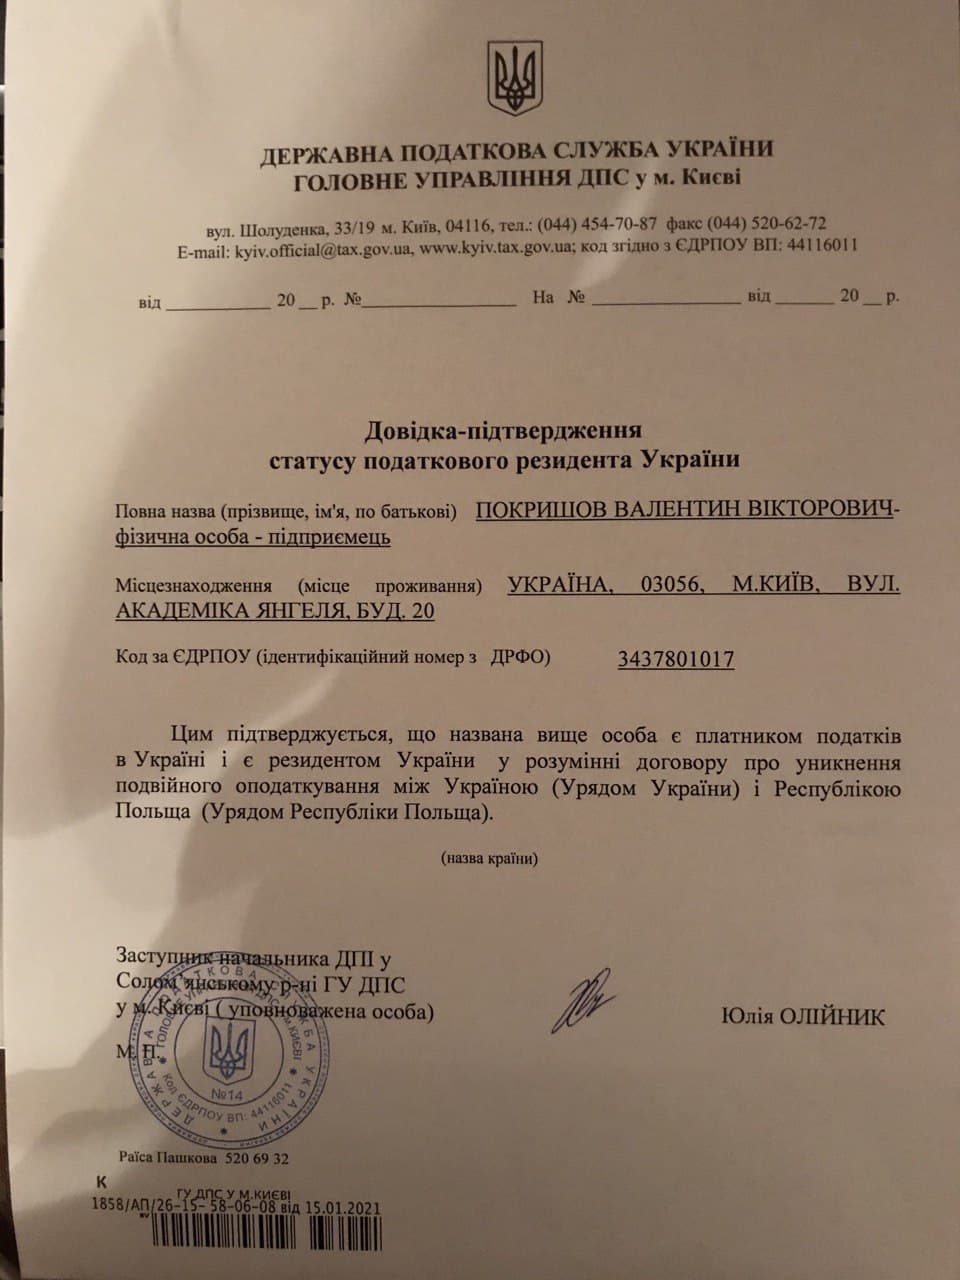 ДЕРЖАВНА ПОДАТКОВА СЛУЖБА УКРАЇНИ
ГОЛОВНЕ УПРАВЛІННЯ ДПС у м. Києві
вул. Шолуденка, 33/19 м. Київ, 04116, тел.: (044) 454-70-87 факс (044) 520-62-72
E-mail: kyiv.official@tax.gov.ua, www.kyiv.tax.gov.ua; код згідно з ЄДРПОУ ВП: 44116011
від ___________ 20 __ р. №________________ На № ________________ від ______ 20 __ р.
Довідка-підтвердження
статусу податкового резидента України
Повна назва (прізвище, ім'я, по батькові) ПОКРИШОВ ВАЛЕНТИН ВІКТОРОВИЧ-
фізична особа - підприємець
Місцезнаходження (місце проживання) УКРАЇНА, 03056, М.КИЇВ, ВУЛ.
АКАДЕМІКА ЯНГЕЛЯ, БУД. 20
Код за ЄДРПОУ (ідентифікаційний номер з ДРФО) 3437801017
Цим підтверджується, що названа вище особа є платником податків
в Україні і є резидентом України у розумінні договору про уникнення
подвійного оподаткування між Україною (Урядом України) і Республікою
Польща (Урядом Республіки Польща).
(назва країни)
Заступник начальника ДПІ у
Солом'янському р-ні ГУ ДПС
у м. Києві ( уповноважена особа)
Юлія ОЛІЙНИК
М. П.
ДЕРЖАВНА ПОДАТКОВА СЛУЖБА УКРАЇНИ
ГОЛОВНЕ УПРАВЛІННЯ ДПС У М.КИЄВІ
Код ЄДРПОУ ВП: 44116011
№14
Раїса Пашкова 520 69 32
К
ГУ ДПС У М.КИЄВІ
1858/АП/26-15- 58-06-08 від 15.01.2021